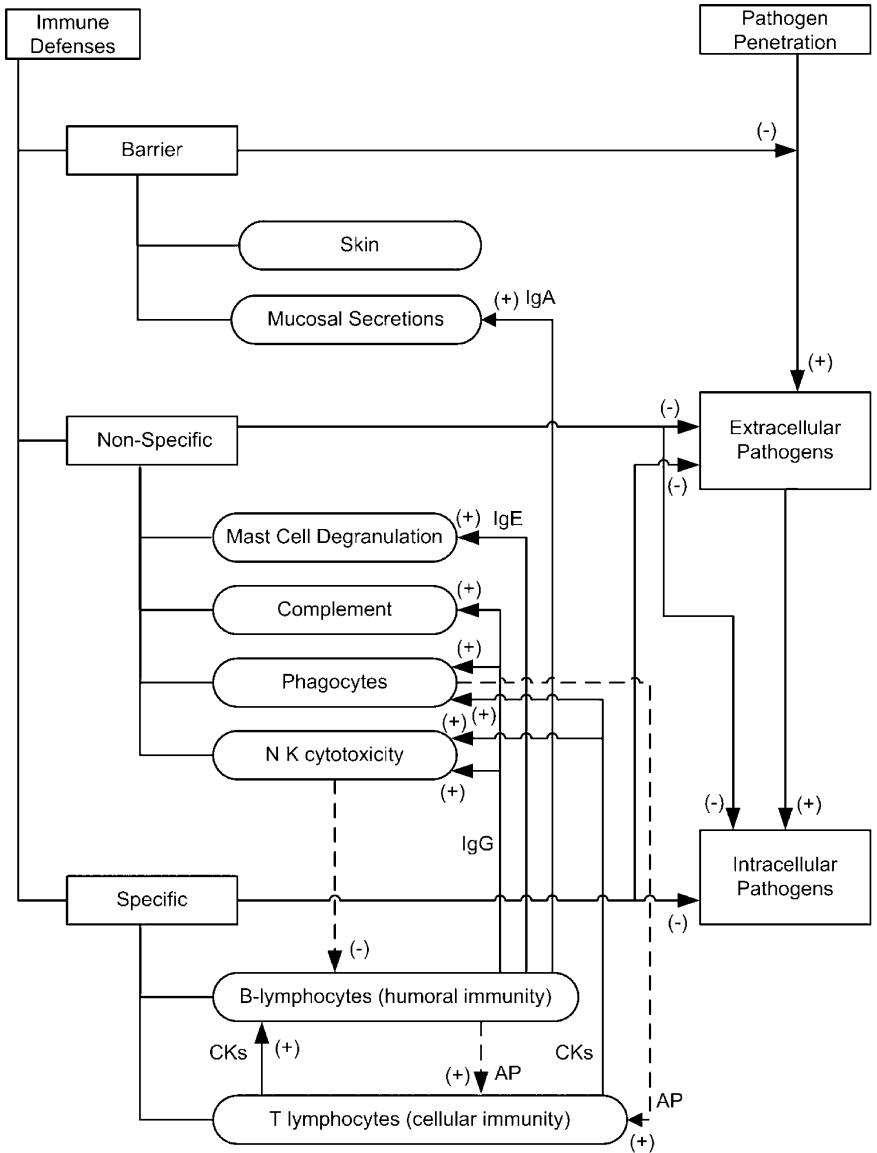 Immune
Defenses
Pathogen
Penetration
(-)
Barrier
Skin
(+) IgA
Mucosal Secretions
(+)
(-)
Non-Specific
Extracellular
Pathogens
(-)
(+) IgE
Mast Cell Degranulation
(+)
Complement
(+)
Phagocytes
(+)
(+)
N K cytotoxicity
(+)
(-)
(+)
IgG
Intracellular
Pathogens
Specific
(-)
(-)
B-lymphocytes (humoral immunity)
CKs
(+)
(+)
AP
CKs
AP
T lymphocytes (cellular immunity)
(+)